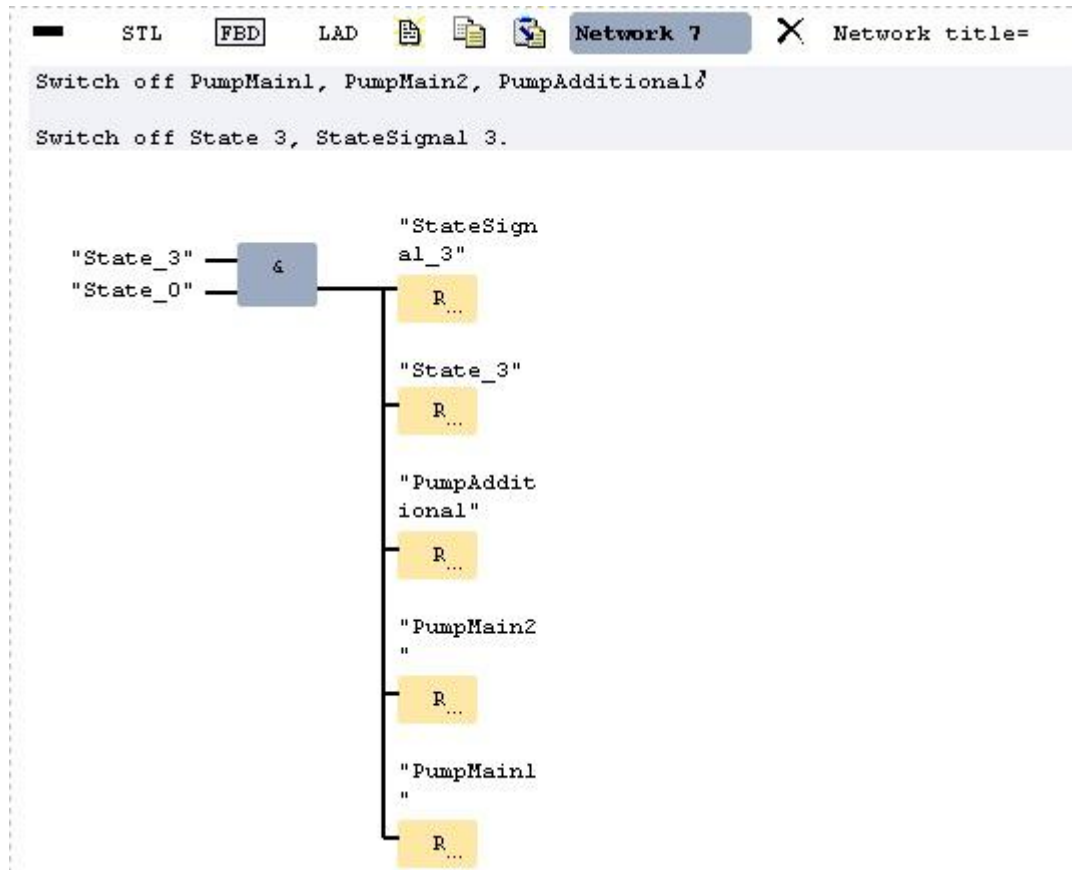 STL FBD LAD Network 7 Network title=
Switch off PumpMain1, PumpMain2, PumpAdditional
Switch off State 3, StateSignal 3.
"StateSign
al_3"
"State_3"
&
"State_0"
R...
"State_3"
R...
"PumpAddit
ional"
R...
"PumpMain2
"
R...
"PumpMain1
"
R...